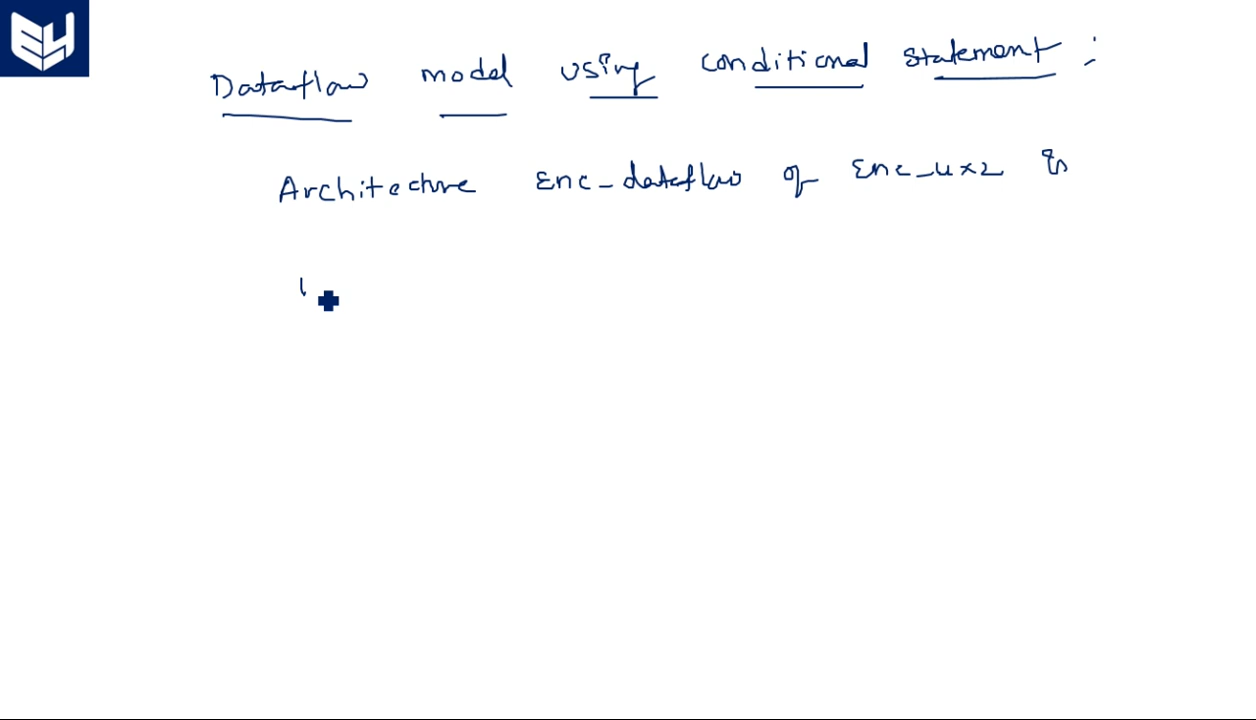 Dataflow model using conditional statement :
Architecture Enc_dataflow of Enc_4x2 is